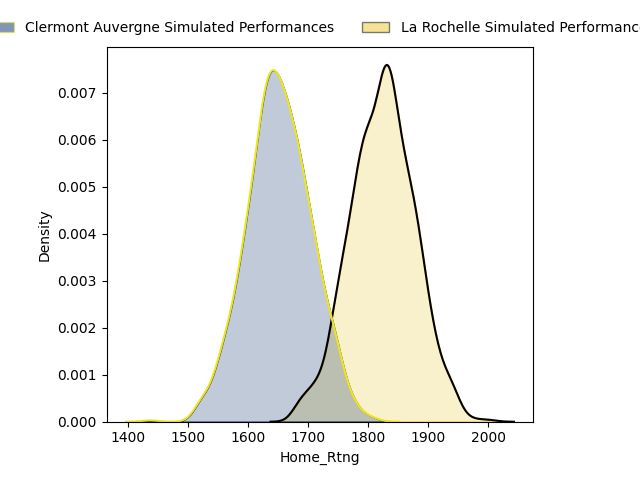 Clermont Auvergne Simulated Performances
La Rochelle Simulated
0.007
0.006
0.005
0.004
0.003
0.002
0.001
0.000
Density
1400 1500 1600 1700 1800 1900 2000
Home_Rtng